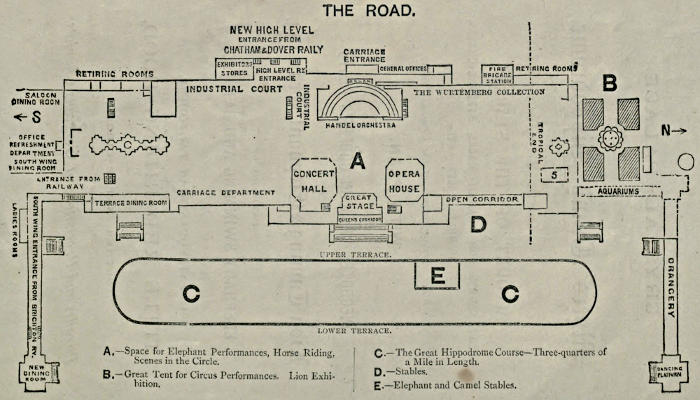 THE ROAD.
NEW HIGH LEVEL
ENTRANCE FROM
CHATHAM & DOVER RAILY
CARRIAGE
ENTRANCE
EXHIBITORS
STORES
HIGH LEVEL RY
ENTRANCE
GENERAL OFFICES
FIRE
BRIGADE
STATION
RETIRING ROOMS
RETIRING ROOMS
INDUSTRIAL COURT
INDUSTRIAL
COURT
THE WURTEMBERG COLLECTION
HANDEL ORCHESTRA
B
SALOON
DINING ROOM
← S
N →
OFFICE
REFRESHMENT
DEPARTMENT
SOUTH WING
DINING ROOM
C
TROPICAL
END
A
CONCERT
HALL
OPERA
HOUSE
GREAT
STAGE
QUEENS CORRIDOR
5
ENTRANCE FROM
RAILWAY
AQUARIUMS
CARRIAGE DEPARTMENT
TERRACE DINING ROOM
OPEN CORRIDOR
D
LADIES ROOMS
SOUTH WING ENTRANCE FROM BRIGHTON RY.
ORANGERY
UPPER TERRACE.
C
E
C
LOWER TERRACE.
NEW
DINING
ROOM
DANCING
PLATFORM
A.—Space for Elephant Performances, Horse Riding,
Scenes in the Circle.
B.—Great Tent for Circus Performances. Lion Exhi-
bition.
C.—The Great Hippodrome Course—Three-quarters of
a Mile in Length.
D.—Stables.
E.—Elephant and Camel Stables.